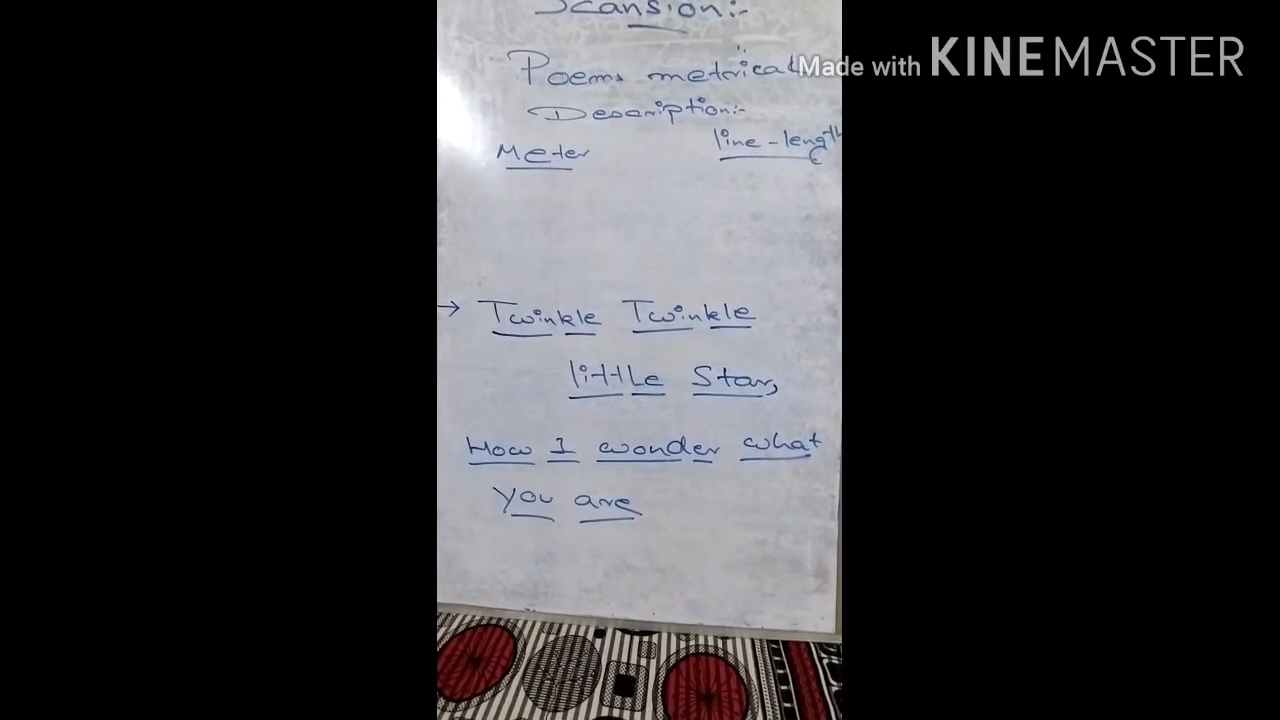 Scansion:-
Poems metrical
Description:-
Meter line-length
→ Twinkle Twinkle
little Star,
How I wonder what
you are
Made with KINEMASTER